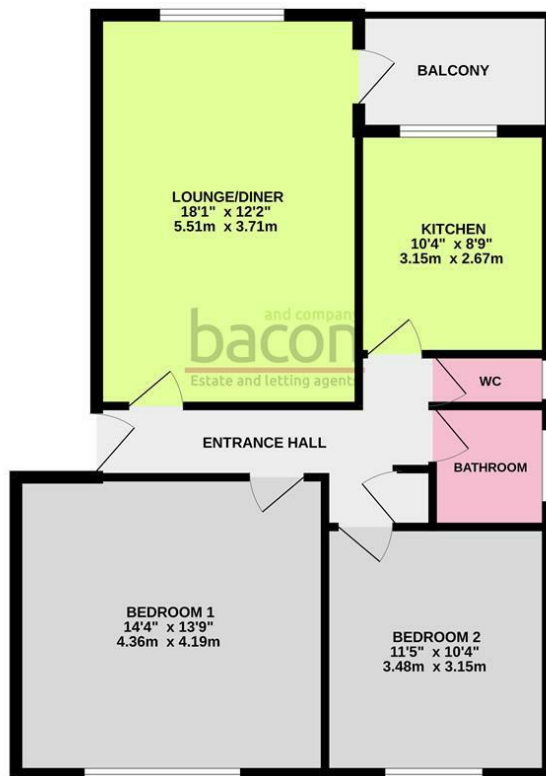 BALCONY
LOUNGE/DINER
18'1" x 12'2"
5.51m x 3.71m
KITCHEN
10'4" x 8'9"
3.15m x 2.67m
and company
bacon
Estate and letting agents
WC
ENTRANCE HALL
BATHROOM
BEDROOM 1
14'4" x 13'9"
4.36m x 4.19m
BEDROOM 2
11'5" x 10'4"
3.48m x 3.15m